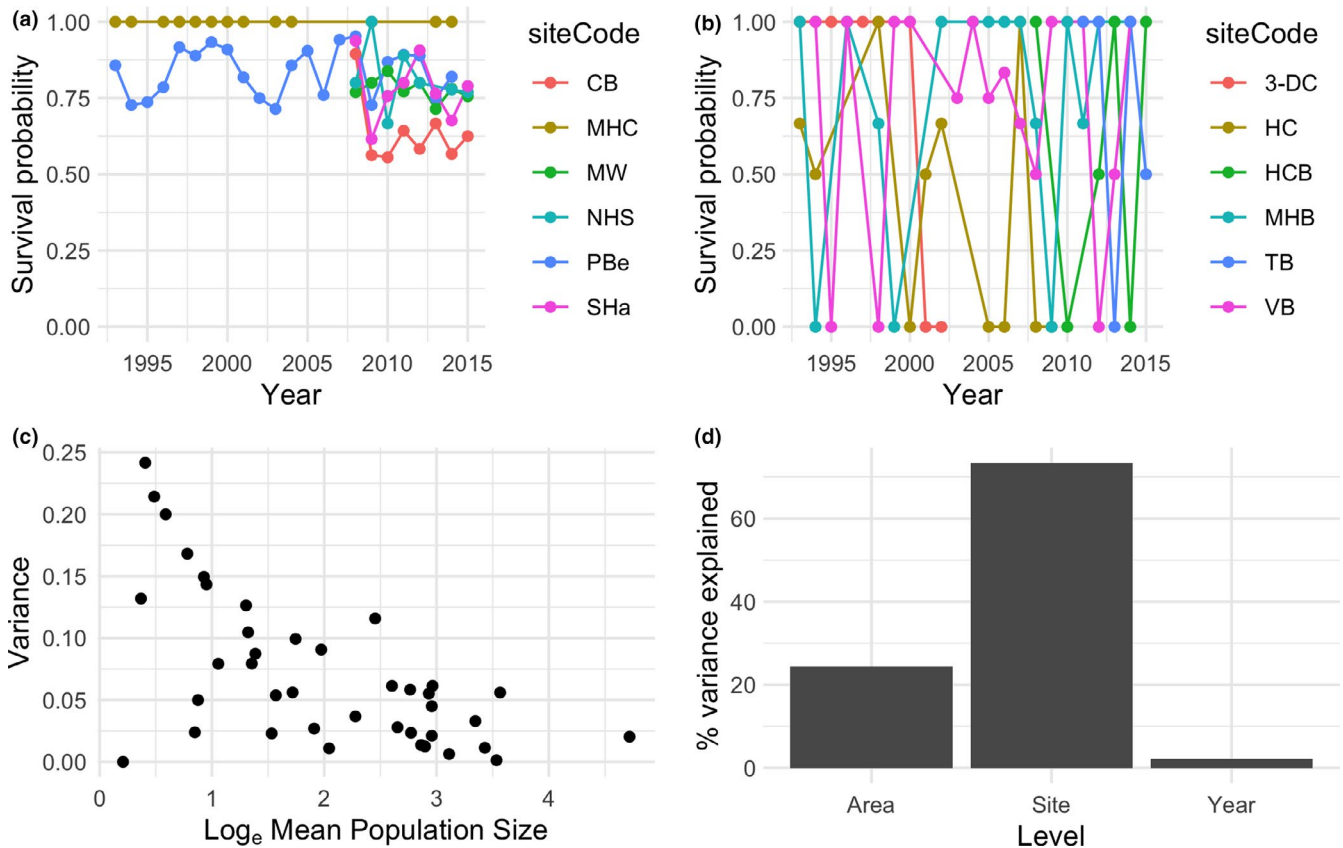 (a)
1.00
0.75
0.50
0.25
0.00
Survival probability
1995 2000 2005 2010 2015
Year
siteCode
CB
MHC
MW
NHS
PBe
SHa
(b)
1.00
0.75
0.50
0.25
0.00
Survival probability
1995 2000 2005 2010 2015
Year
siteCode
3-DC
HC
HCB
MHB
TB
VB
(c)
0.25
0.20
0.15
0.10
0.05
0.00
Variance
0 1 2 3 4
Logₑ Mean Population Size
(d)
60
40
20
0
% variance explained
Area Site Year
Level